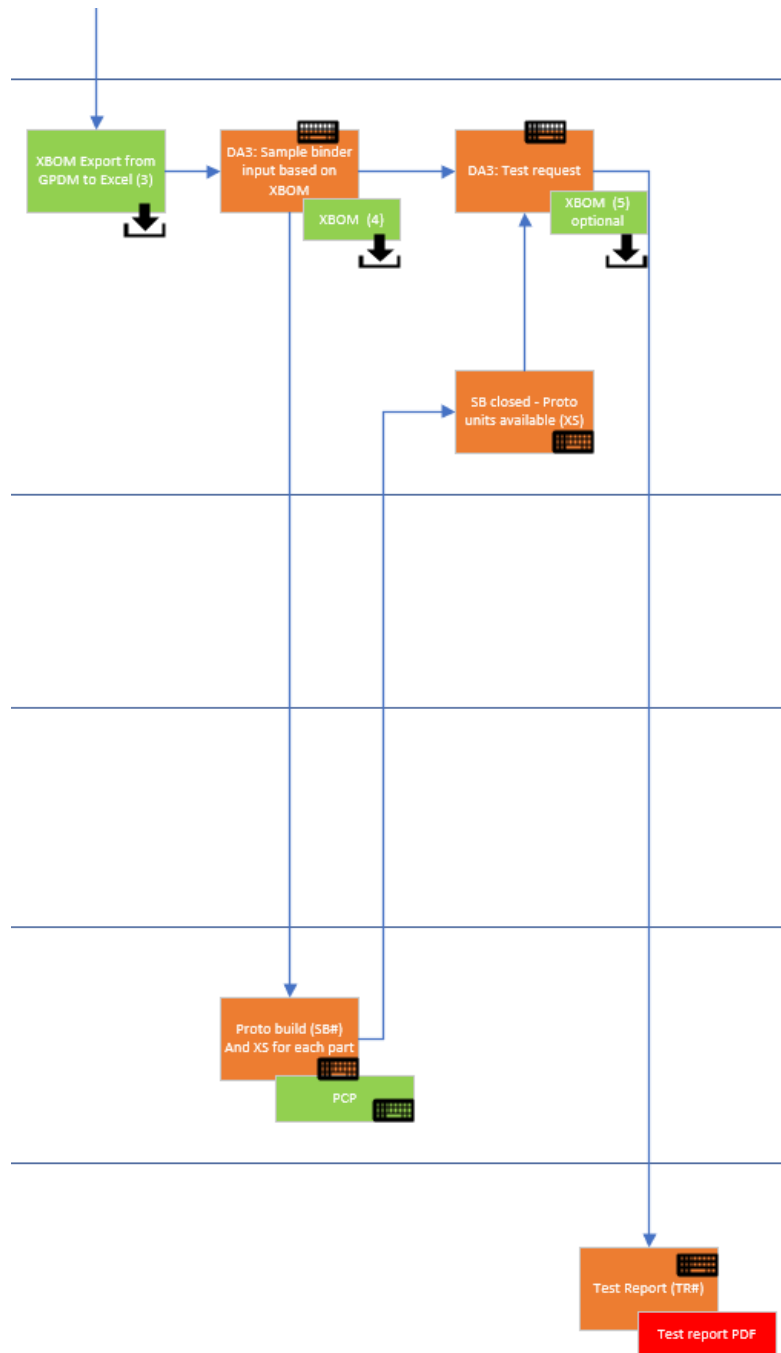 XBOM Export from
GPDM to Excel (3)
DA3: Sample binder
input based on
XBOM
XBOM (4)
DA3: Test request
XBOM (5)
optional
SB closed - Proto
units available (XS)
Proto build (SB#)
And XS for each part
PCP
Test Report (TR#)
Test report PDF